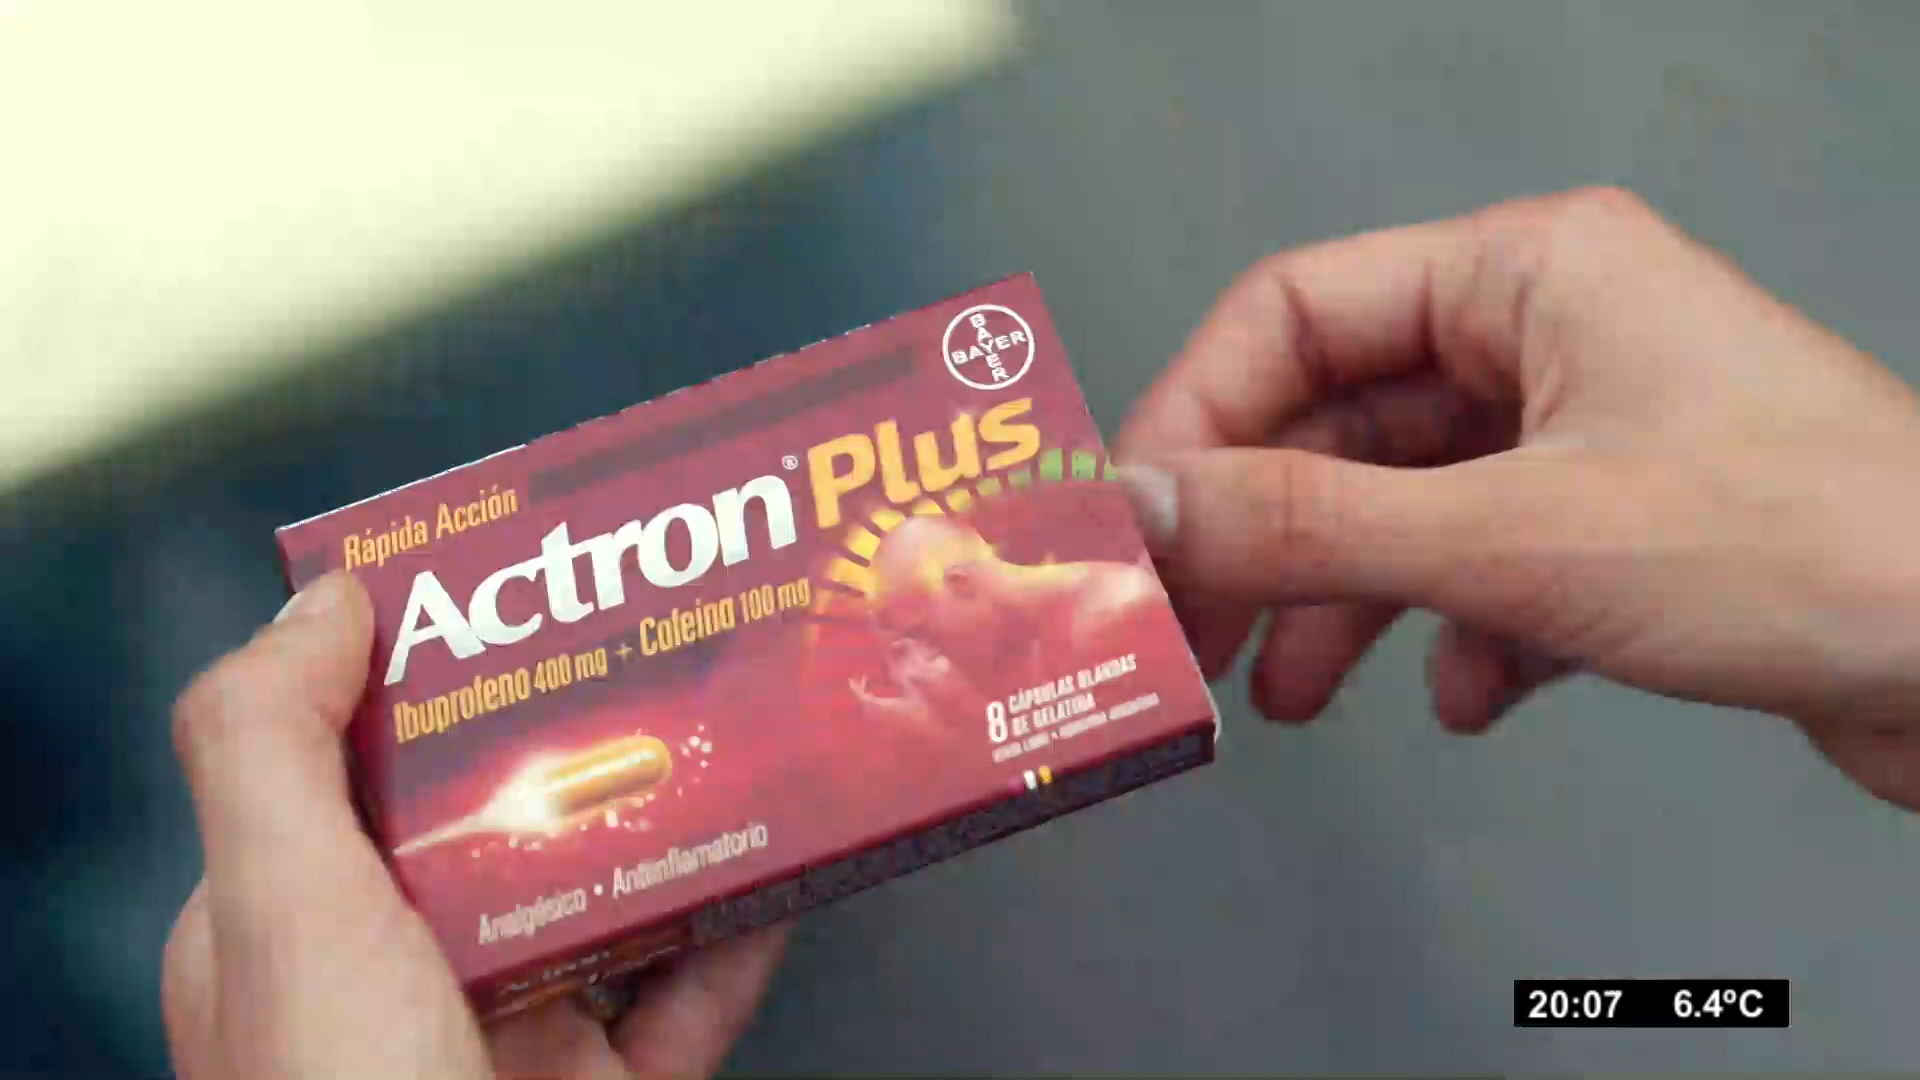 BAYER
BAYER
Rápida Acción
Actron® Plus
Ibuprofeno 400 mg + Cafeína 100 mg
8 CÁPSULAS BLANDAS
DE GELATINA
Analgésico • Antiinflamatorio
20:07 6.4ºC